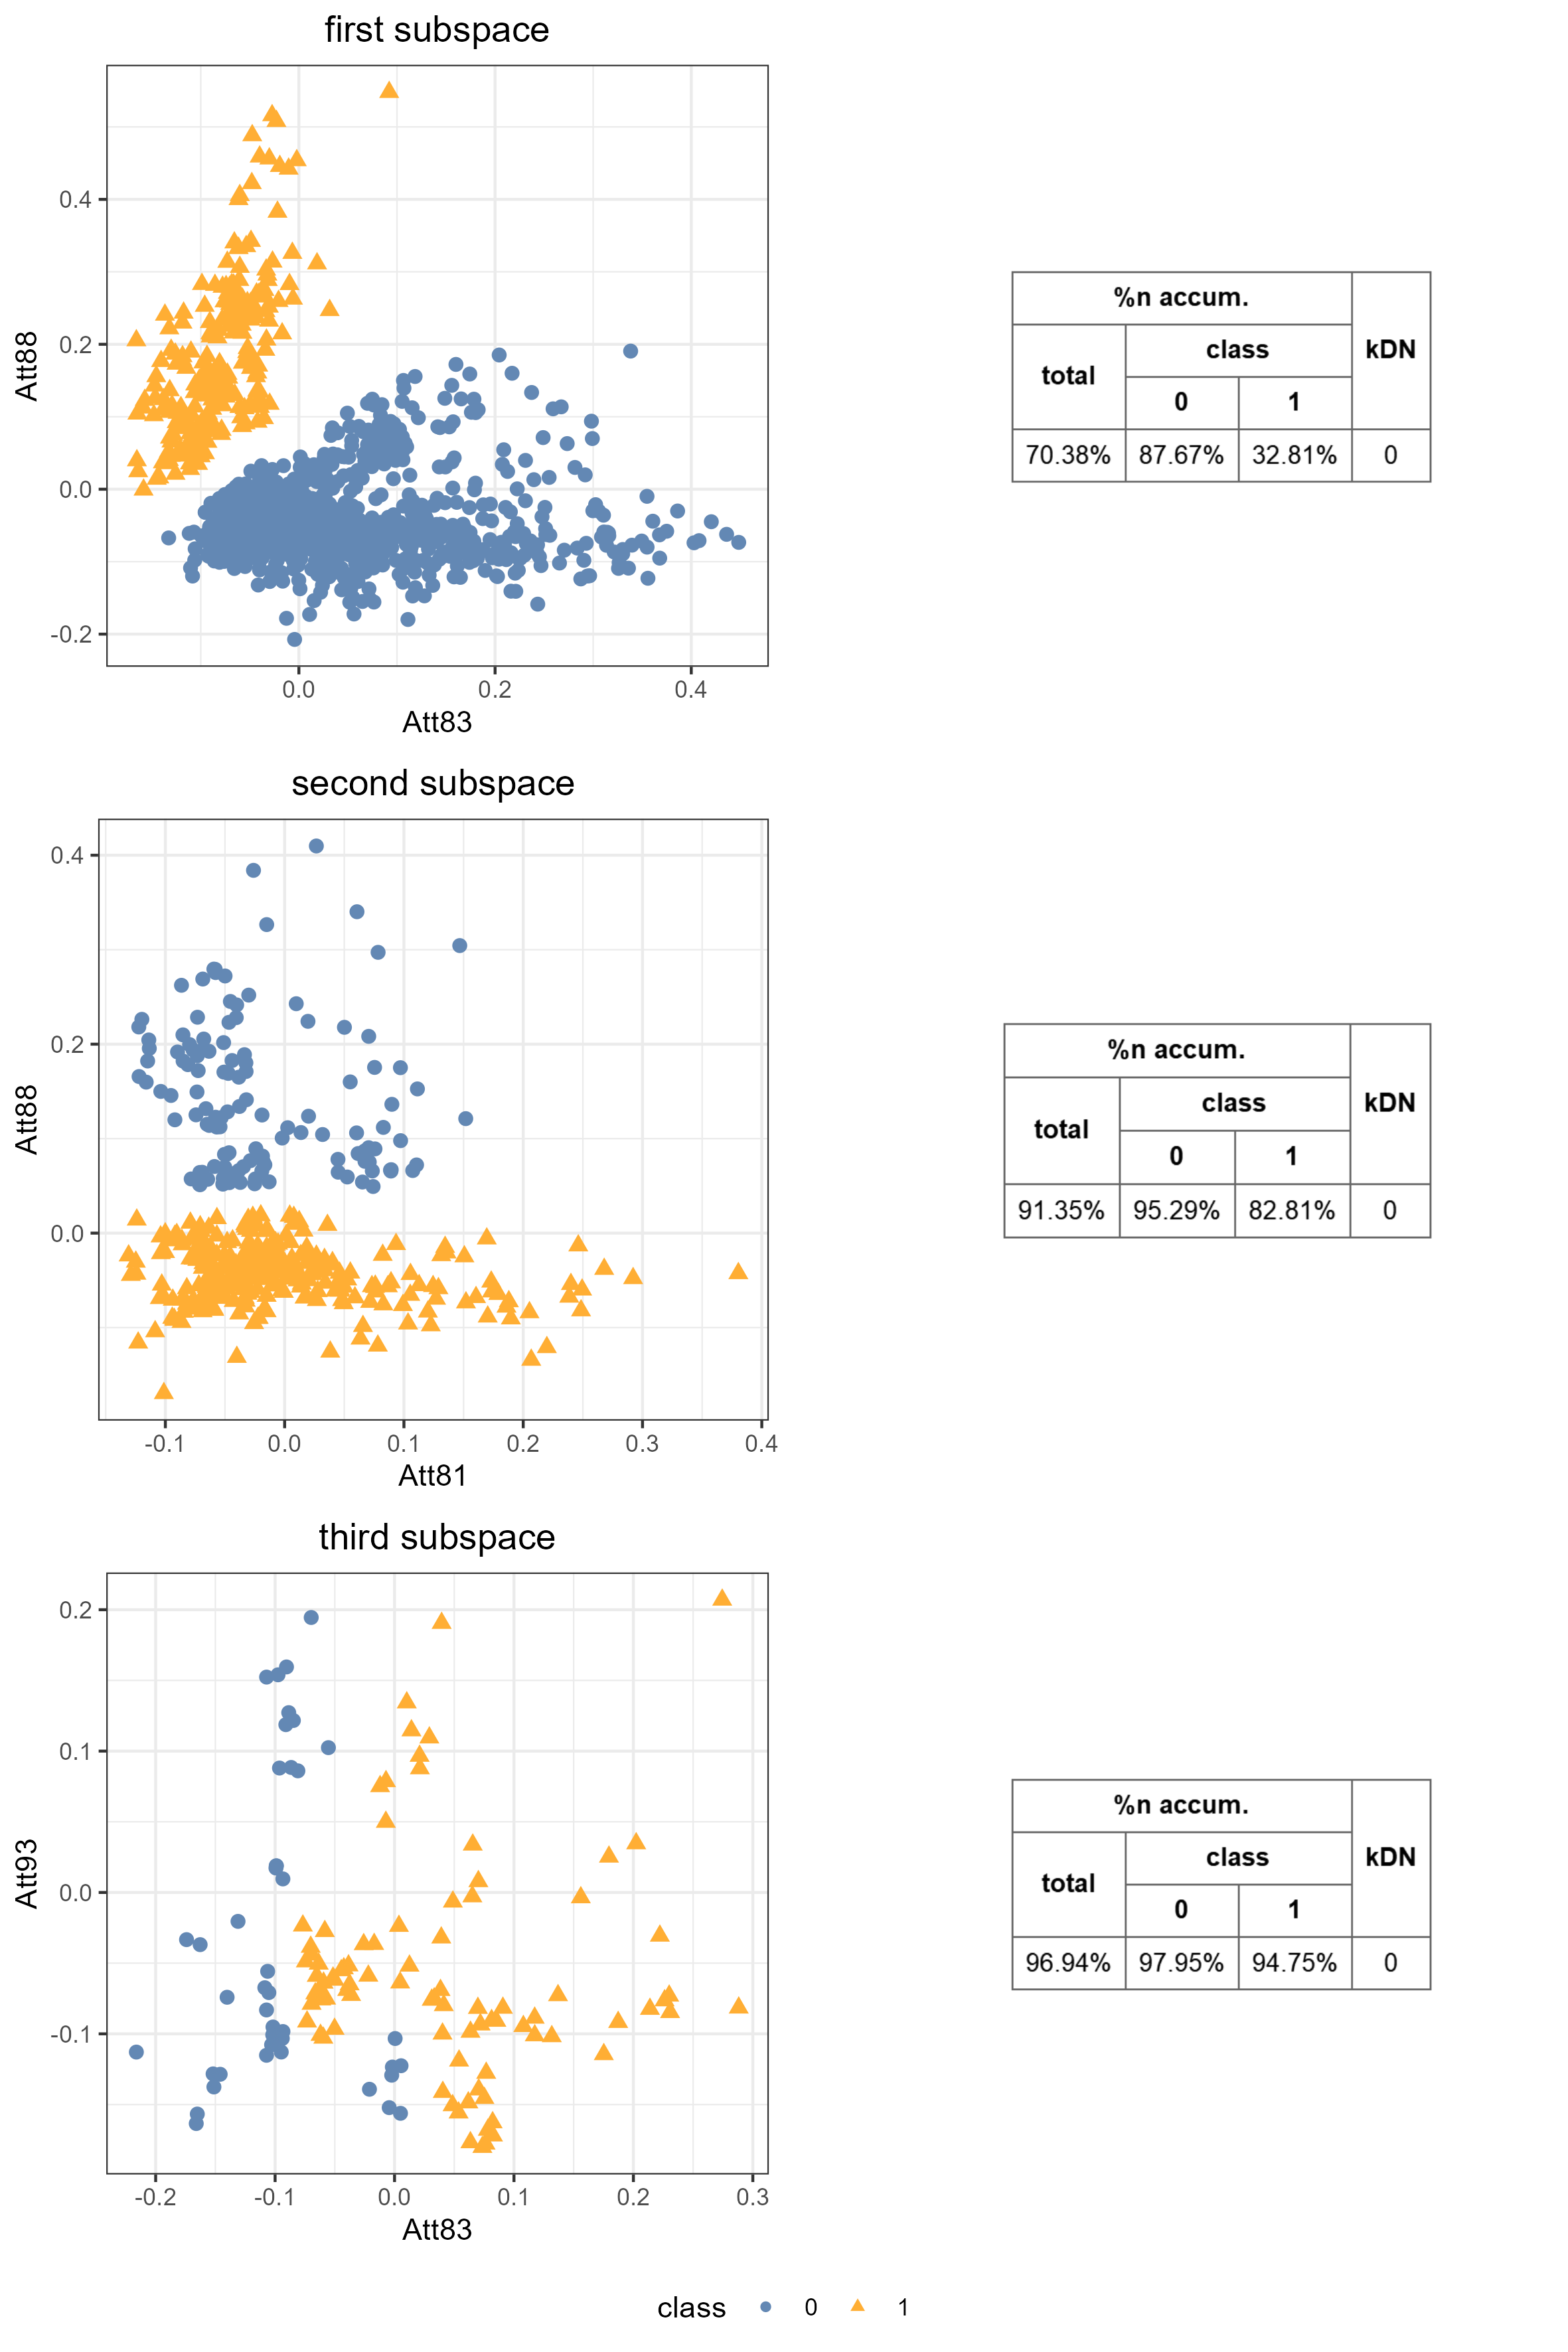 first subspace
0.4
0.2
0.0
-0.2
Att88
0.0 0.2 0.4
Att83
%n accum. kDN
total class
0 1
70.38% 87.67% 32.81% 0
second subspace
0.4
0.2
0.0
Att88
-0.1 0.0 0.1 0.2 0.3 0.4
Att81
%n accum. kDN
total class
0 1
91.35% 95.29% 82.81% 0
third subspace
0.2
0.1
0.0
-0.1
Att93
-0.2 -0.1 0.0 0.1 0.2 0.3
Att83
%n accum. kDN
total class
0 1
96.94% 97.95% 94.75% 0
class 0 1